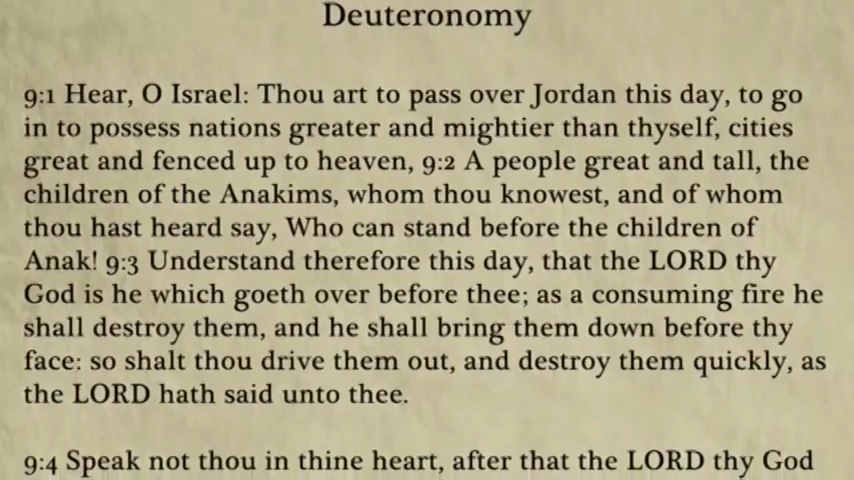 Deuteronomy
9:1 Hear, O Israel: Thou art to pass over Jordan this day, to go
in to possess nations greater and mightier than thyself, cities
great and fenced up to heaven, 9:2 A people great and tall, the
children of the Anakims, whom thou knowest, and of whom
thou hast heard say, Who can stand before the children of
Anak! 9:3 Understand therefore this day, that the LORD thy
God is he which goeth over before thee; as a consuming fire he
shall destroy them, and he shall bring them down before thy
face: so shalt thou drive them out, and destroy them quickly, as
the LORD hath said unto thee.
9:4 Speak not thou in thine heart, after that the LORD thy God